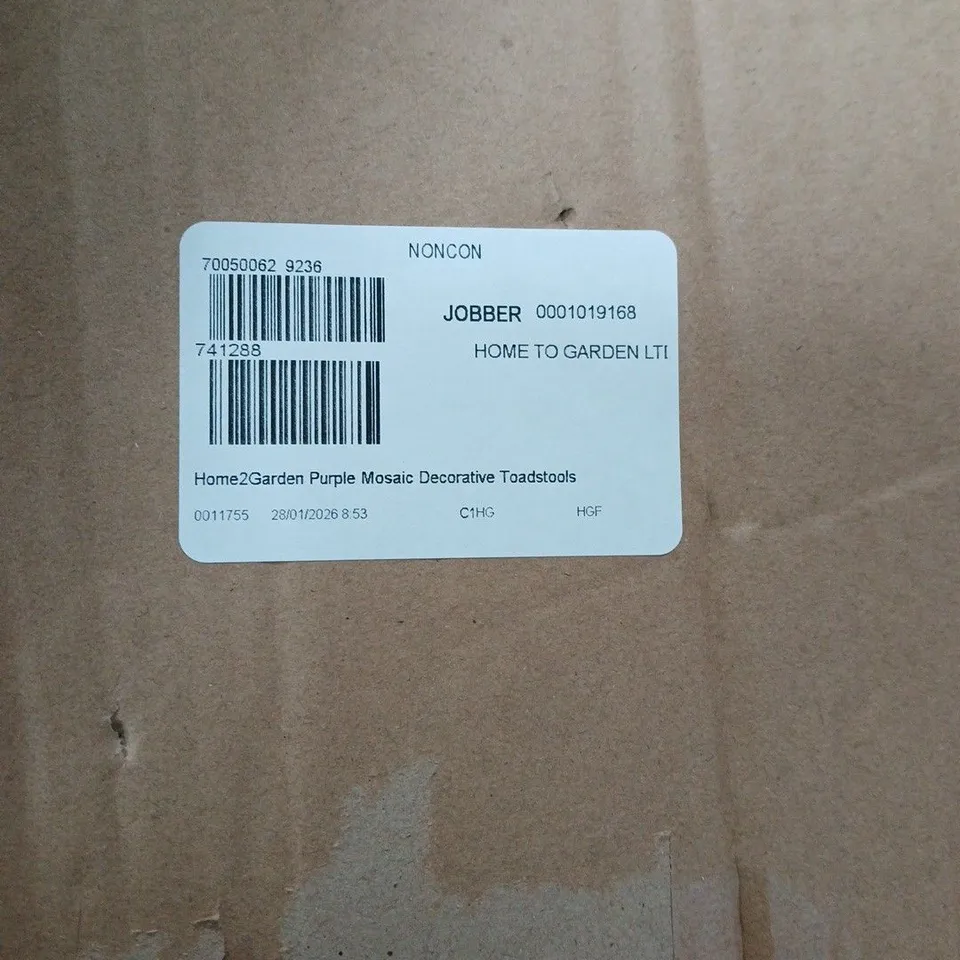 NONCON
70050062 9236
JOBBER 0001019168
741288
HOME TO GARDEN LTD
Home2Garden Purple Mosaic Decorative Toadstools
0011755 28/01/2026 8:53 C1HG HGF